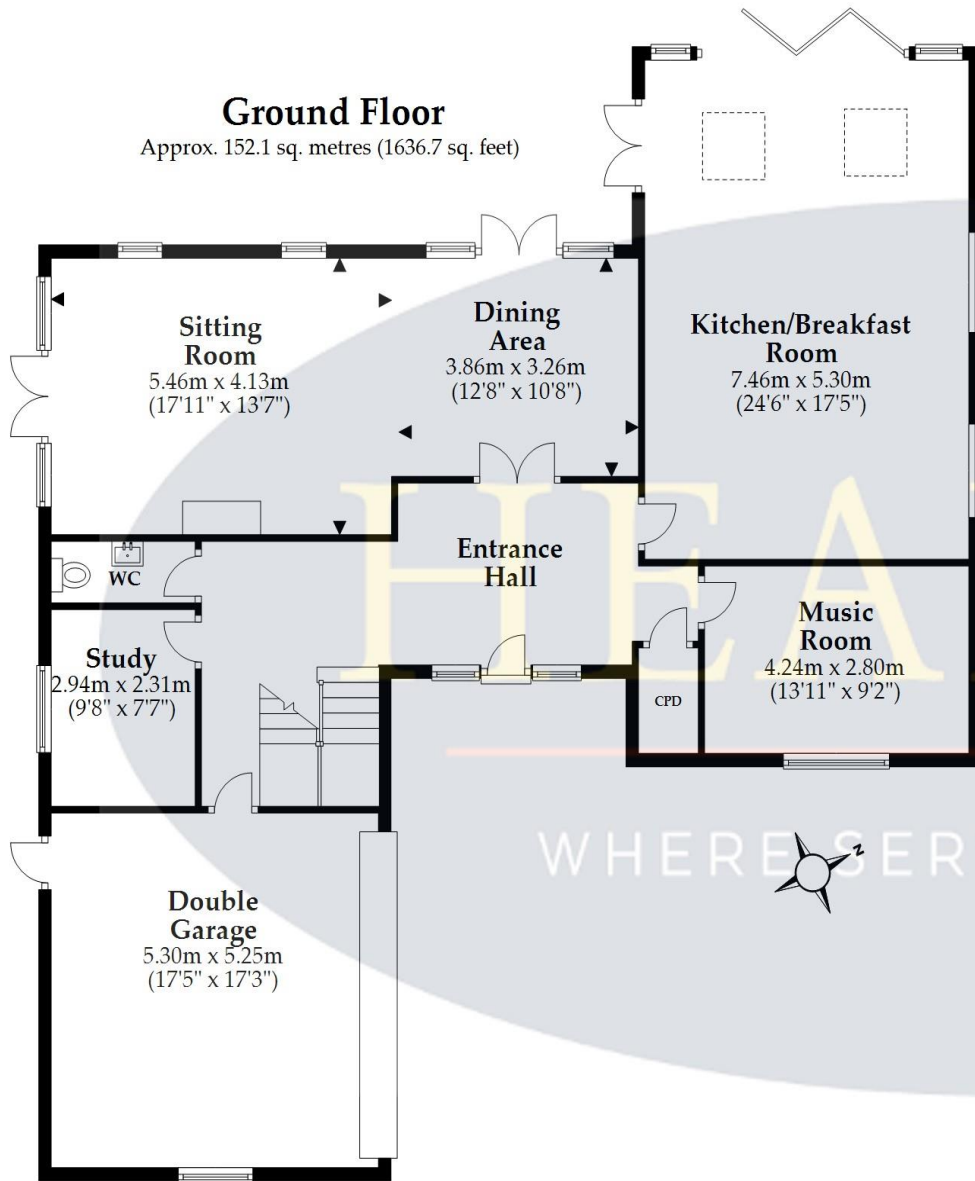 Ground Floor
Approx. 152.1 sq. metres (1636.7 sq. feet)
Sitting
Room
5.46m x 4.13m
(17'11" x 13'7")
Dining
Area
3.86m x 3.26m
(12'8" x 10'8")
Kitchen/Breakfast
Room
7.46m x 5.30m
(24'6" x 17'5")
HEA
WC
Entrance
Hall
Study
2.94m x 2.31m
(9'8" x 7'7")
Music
Room
4.24m x 2.80m
(13'11" x 9'2")
CPD
WHERE SER
Z
Double
Garage
5.30m x 5.25m
(17'5" x 17'3")